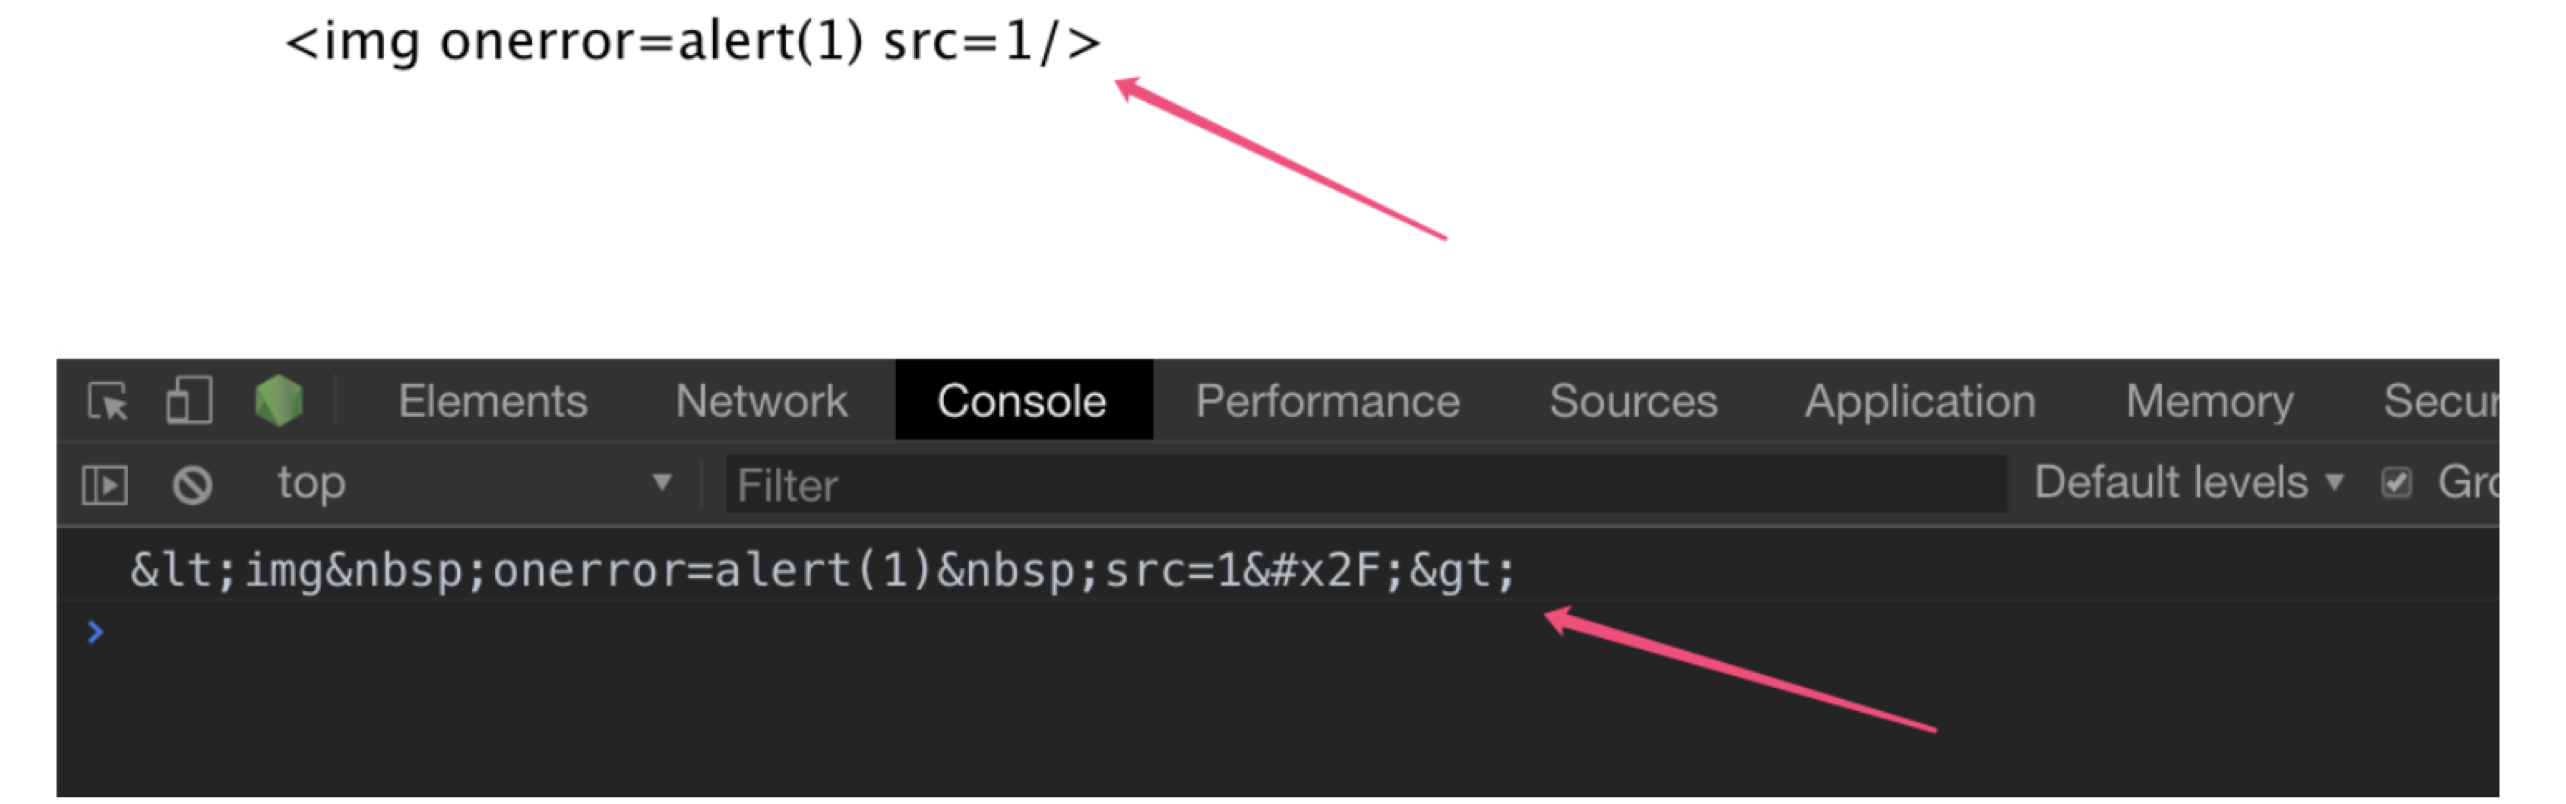 <img onerror=alert(1) src=1/>
Elements Network Console Performance Sources Application Memory Secur
top Filter Default levels Gro
&lt;img&nbsp;onerror=alert(1)&nbsp;src=1&#x2F;&gt;